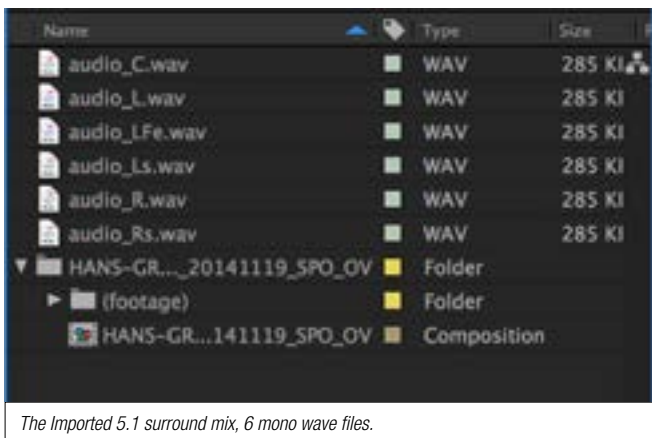 Name Type Size
audio_C.wav WAV 285 KI
audio_L.wav WAV 285 KI
audio_LFe.wav WAV 285 KI
audio_Ls.wav WAV 285 KI
audio_R.wav WAV 285 KI
audio_Rs.wav WAV 285 KI
HANS-GR..._20141119_SPO_OV Folder
(footage) Folder
HANS-GR...141119_SPO_OV Composition
The Imported 5.1 surround mix, 6 mono wave files.